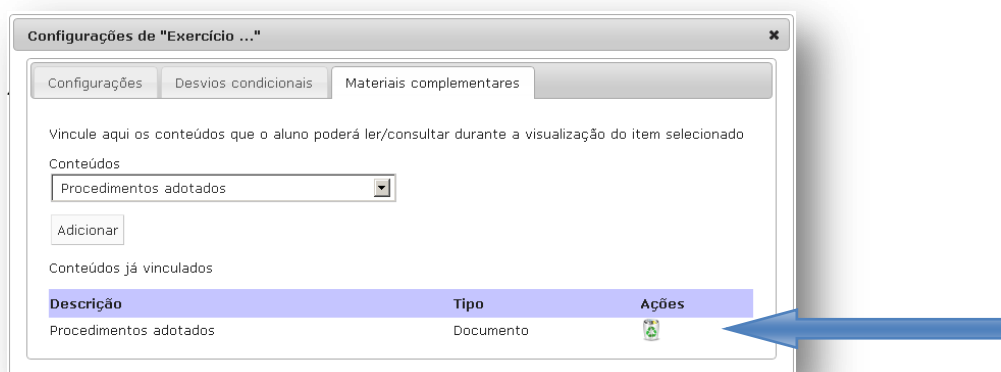 Configurações de "Exercício ..."
Configurações
Desvios condicionais
Materiais complementares
Vincule aqui os conteúdos que o aluno poderá ler/consultar durante a visualização do item selecionado
Conteúdos
Procedimentos adotados
Adicionar
Conteúdos já vinculados
Descrição Tipo Ações
Procedimentos adotados Documento